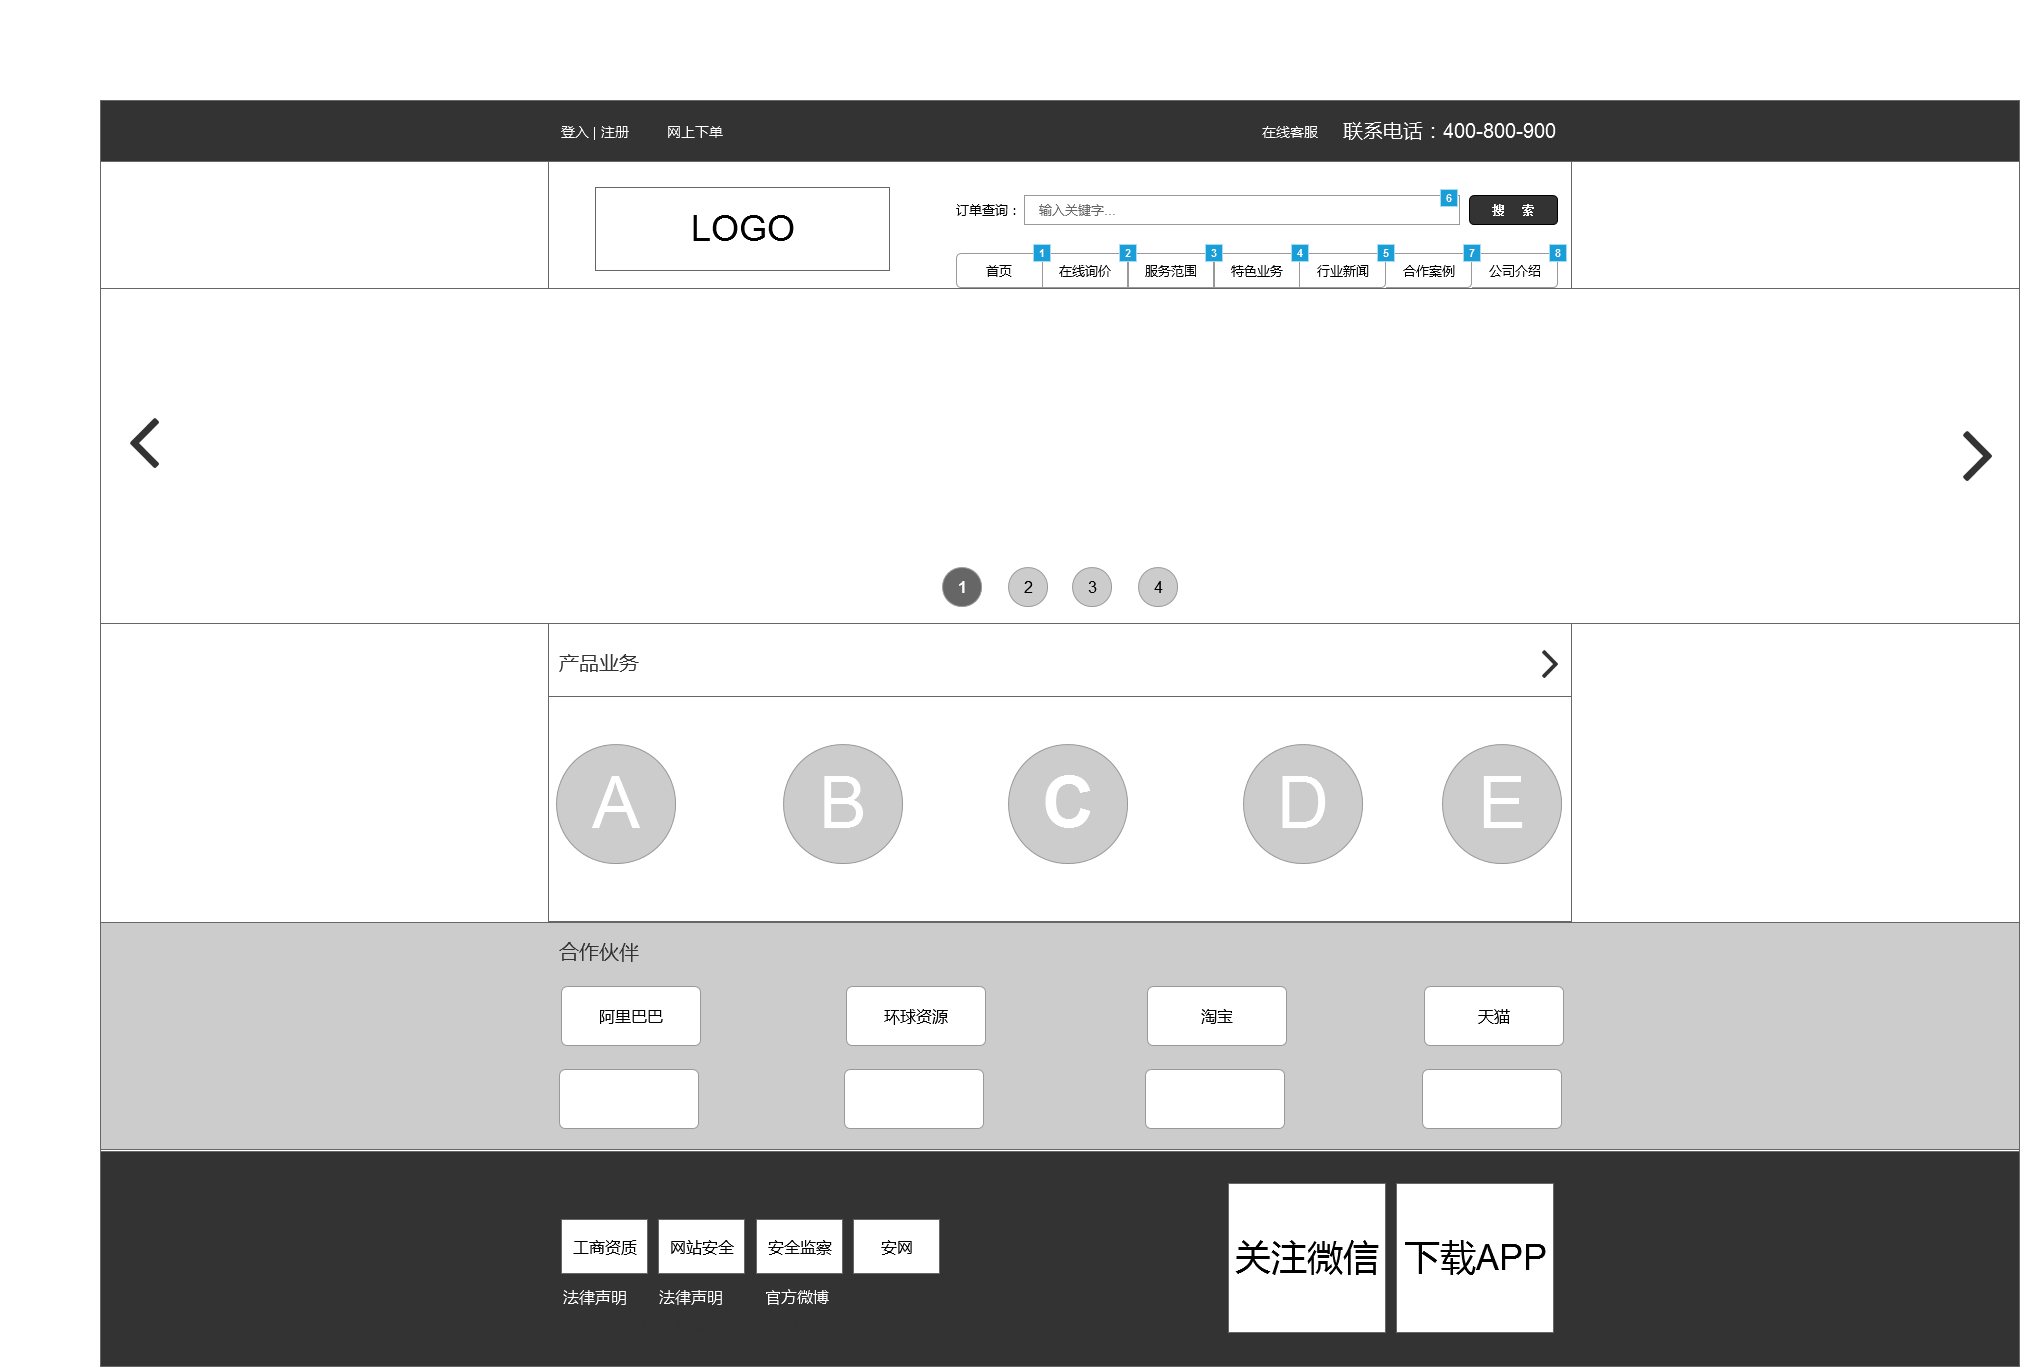 登入 | 注册 网上下单 在线客服 联系电话：400-800-900
LOGO
订单查询： 输入关键字... 6 搜 索
1 2 3 4 5 7 8
首页 在线询价 服务范围 特色业务 行业新闻 合作案例 公司介绍
1 2 3 4
产品业务
A B C D E
合作伙伴
阿里巴巴 环球资源 淘宝 天猫
工商资质 网站安全 安全监察 安网
法律声明 法律声明 官方微博
关注微信 下载APP